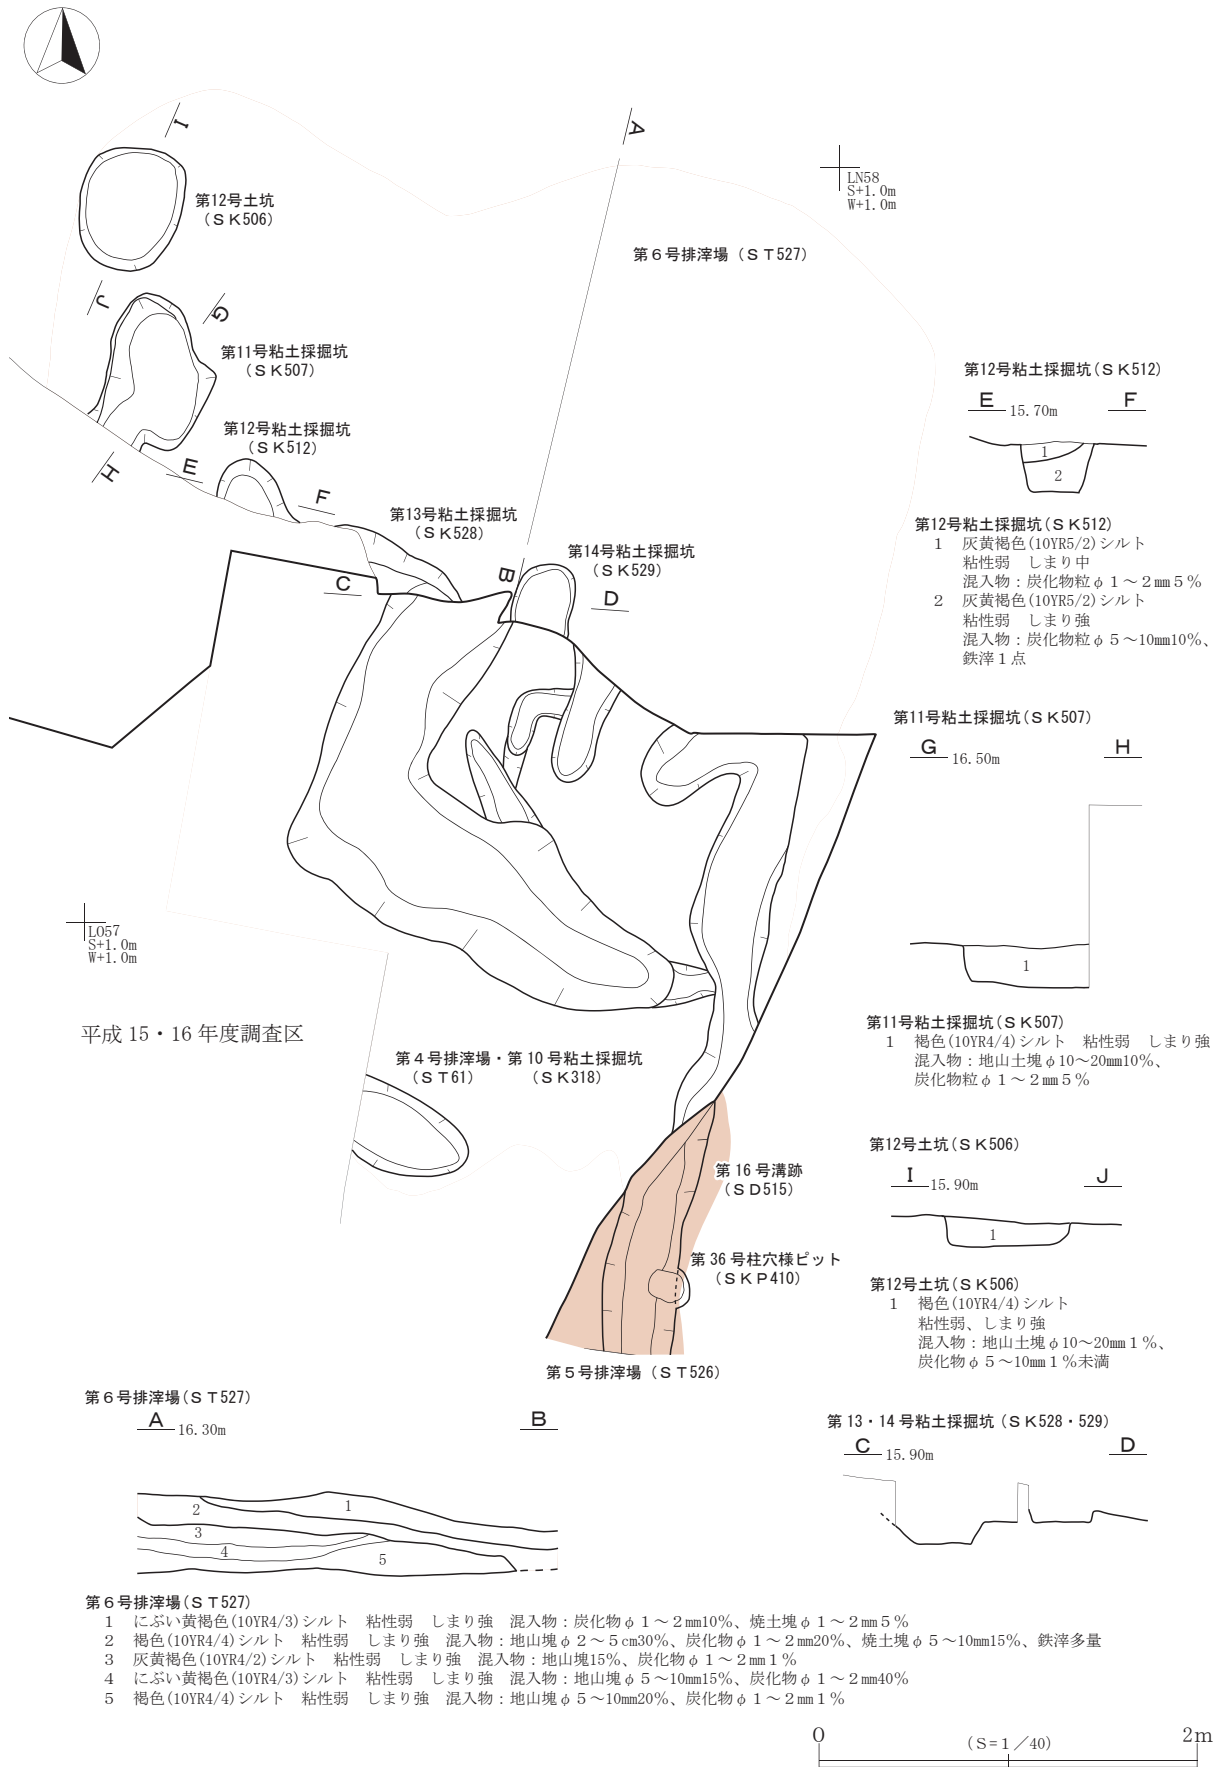 I
A
LN58
S+1.0m
W+1.0m
第12号土坑
(ＳＫ506)
第６号排滓場（ＳＴ527）
J
G
第11号粘土採掘坑
(ＳＫ507)
第12号粘土採掘坑
(ＳＫ512)
H
E
F
第13号粘土採掘坑
(ＳＫ528)
第14号粘土採掘坑
(ＳＫ529)
B
C
D
LO57
S+1.0m
W+1.0m
平成 15・16 年度調査区
第４号排滓場・第 10 号粘土採掘坑
(ＳＴ61) (ＳＫ318)
第 16 号溝跡
(ＳＤ515)
第 36 号柱穴様ピット
(ＳＫＰ410)
第５号排滓場（ＳＴ526）
第12号粘土採掘坑(ＳＫ512)
E 15.70m F
1
2
第12号粘土採掘坑(ＳＫ512)
1 灰黄褐色(10YR5/2)シルト
粘性弱　しまり中
混入物：炭化物粒φ１～２㎜５％
2 灰黄褐色(10YR5/2)シルト
粘性弱　しまり強
混入物：炭化物粒φ５～10㎜10％、
鉄滓１点
第11号粘土採掘坑(ＳＫ507)
G 16.50m H
1
第11号粘土採掘坑(ＳＫ507)
1 褐色(10YR4/4)シルト　粘性弱　しまり強
混入物：地山土塊φ10～20㎜10％、
炭化物粒φ１～２㎜５％
第12号土坑(ＳＫ506)
I 15.90m J
1
第12号土坑(ＳＫ506)
1 褐色(10YR4/4)シルト
粘性弱、しまり強
混入物：地山土塊φ10～20㎜１％、
炭化物φ５～10㎜１％未満
第６号排滓場(ＳＴ527)
A 16.30m B
1
2
3
4
5
第 13・14 号粘土採掘坑（ＳＫ528・529）
C 15.90m D
第６号排滓場(ＳＴ527)
1 にぶい黄褐色(10YR4/3)シルト　粘性弱　しまり強　混入物：炭化物φ１～２㎜10％、焼土塊φ１～２㎜５％
2 褐色(10YR4/4)シルト　粘性弱　しまり強　混入物：地山塊φ２～５㎝30％、炭化物φ１～２㎜20％、焼土塊φ５～10㎜15％、鉄滓多量
3 灰黄褐色(10YR4/2)シルト　粘性弱　しまり強　混入物：地山塊15％、炭化物φ１～２㎜１％
4 にぶい黄褐色(10YR4/3)シルト　粘性弱　しまり強　混入物：地山塊φ５～10㎜15％、炭化物φ１～２㎜40％
5 褐色(10YR4/4)シルト　粘性弱　しまり強　混入物：地山塊φ５～10㎜20％、炭化物φ１～２㎜１％
0 （Ｓ=１／40） 2m